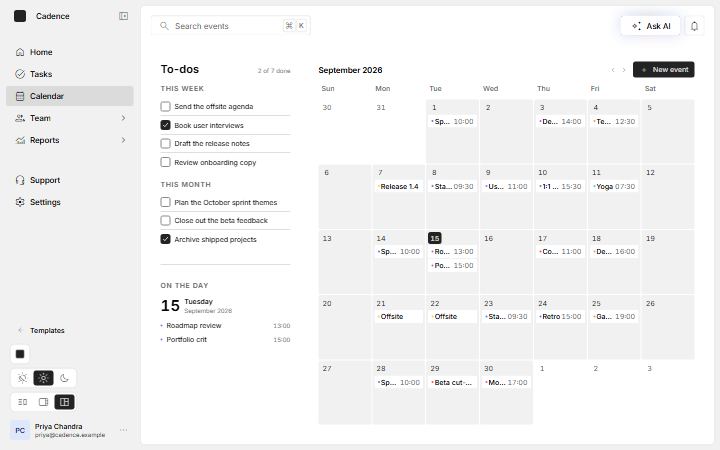 Cadence
Search events
⌘ K
Ask AI
Home
Tasks
Calendar
Team
Reports
Support
Settings
Templates
PC
Priya Chandra
priya@cadence.example
To-dos
2 of 7 done
THIS WEEK
Send the offsite agenda
Book user interviews
Draft the release notes
Review onboarding copy
THIS MONTH
Plan the October sprint themes
Close out the beta feedback
Archive shipped projects
ON THE DAY
15 Tuesday
September 2026
Roadmap review 13:00
Portfolio crit 15:00
September 2026
+ New event
Sun Mon Tue Wed Thu Fri Sat
30 31 1 2 3 4 5
Sp... 10:00 De... 14:00 Te... 12:30
6 7 8 9 10 11 12
Release 1.4 Sta... 09:30 Us... 11:00 1:1 ... 15:30 Yoga 07:30
13 14 15 16 17 18 19
Sp... 10:00 Ro... 13:00 Co... 11:00 De... 16:00
Po... 15:00
20 21 22 23 24 25 26
Offsite Offsite Sta... 09:30 Retro 15:00 Ga... 19:00
27 28 29 30 1 2 3
Sp... 10:00 Beta cut-... Mo... 17:00